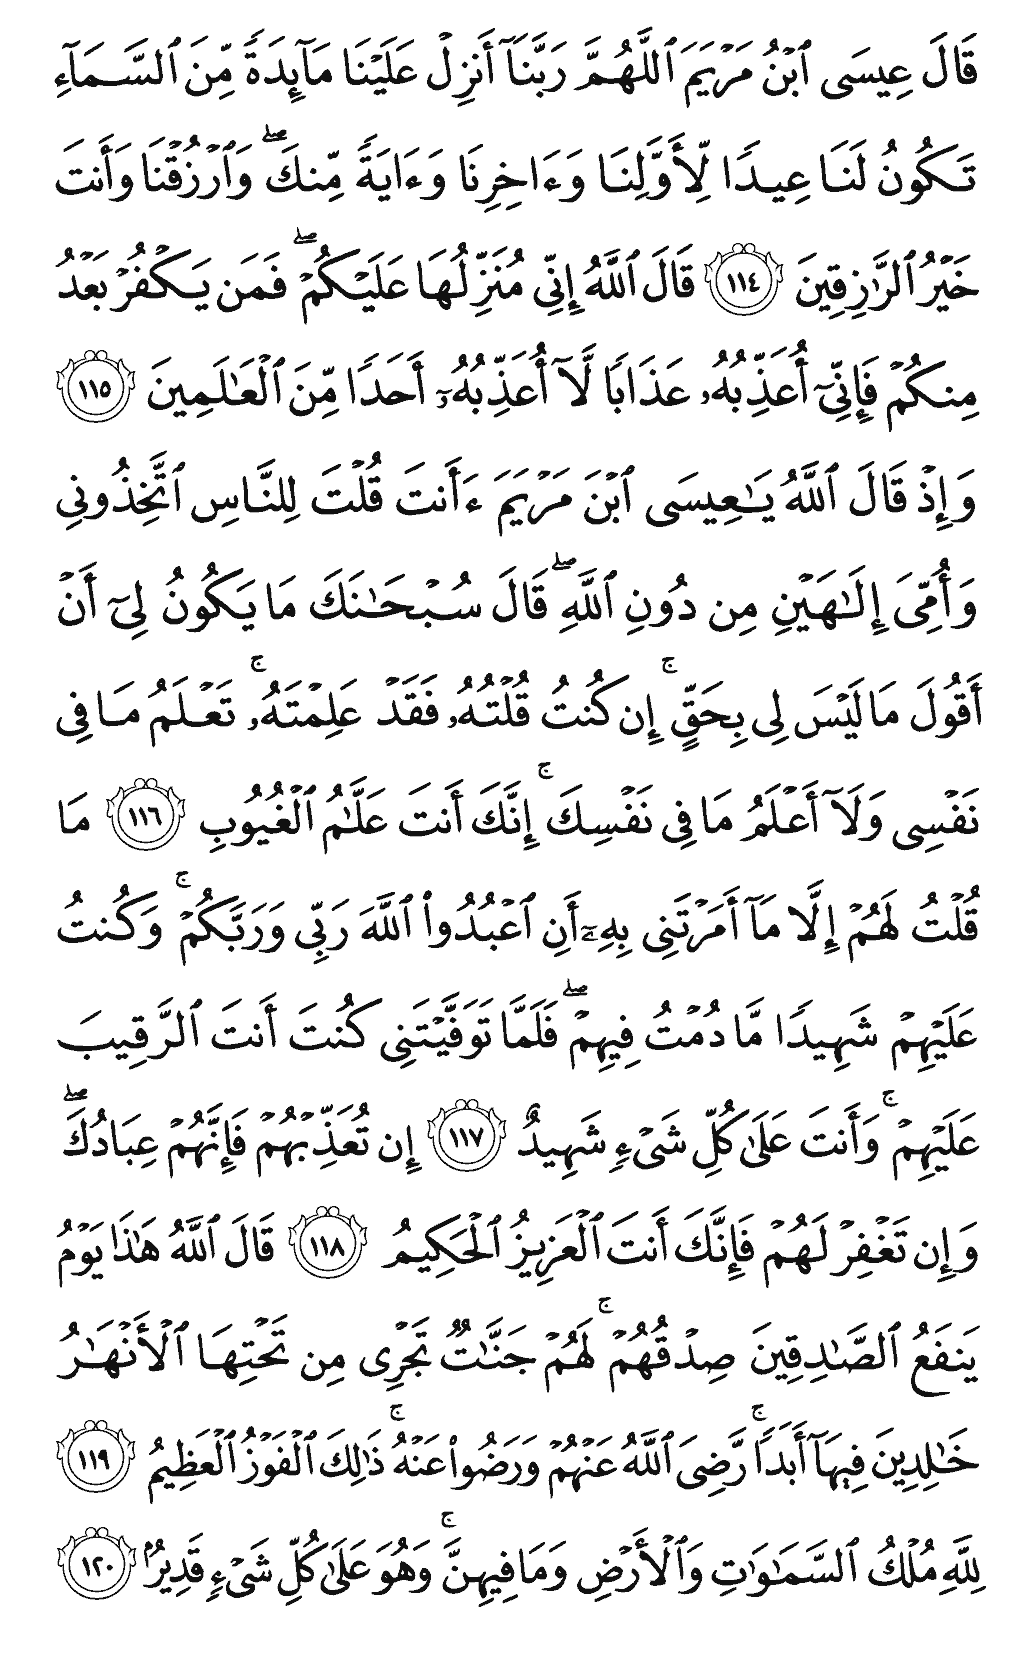 قَالَ عِيسَى ٱبْنُ مَرْيَمَ ٱللَّهُمَّ رَبَّنَآ أَنزِلْ عَلَيْنَا مَآئِدَةً مِّنَ ٱلسَّمَآءِ
تَكُونُ لَنَا عِيدًا لِّأَوَّلِنَا وَءَاخِرِنَا وَءَايَةً مِّنكَ ۖ وَٱرْزُقْنَا وَأَنتَ
خَيْرُ ٱلرَّٰزِقِينَ ١١٤ قَالَ ٱللَّهُ إِنِّى مُنَزِّلُهَا عَلَيْكُمْ ۖ فَمَن يَكْفُرْ بَعْدُ
مِنكُمْ فَإِنِّىٓ أُعَذِّبُهُۥ عَذَابًا لَّآ أُعَذِّبُهُۥٓ أَحَدًا مِّنَ ٱلْعَٰلَمِينَ ١١٥
وَإِذْ قَالَ ٱللَّهُ يَٰعِيسَى ٱبْنَ مَرْيَمَ ءَأَنتَ قُلْتَ لِلنَّاسِ ٱتَّخِذُونِى
وَأُمِّىَ إِلَٰهَيْنِ مِن دُونِ ٱللَّهِ ۖ قَالَ سُبْحَٰنَكَ مَا يَكُونُ لِىٓ أَنْ
أَقُولَ مَا لَيْسَ لِى بِحَقٍّ ۚ إِن كُنتُ قُلْتُهُۥ فَقَدْ عَلِمْتَهُۥ ۚ تَعْلَمُ مَا فِى
نَفْسِى وَلَآ أَعْلَمُ مَا فِى نَفْسِكَ ۚ إِنَّكَ أَنتَ عَلَّٰمُ ٱلْغُيُوبِ ١١٦ مَا
قُلْتُ لَهُمْ إِلَّا مَآ أَمَرْتَنِى بِهِۦٓ أَنِ ٱعْبُدُوا۟ ٱللَّهَ رَبِّى وَرَبَّكُمْ ۚ وَكُنتُ
عَلَيْهِمْ شَهِيدًا مَّا دُمْتُ فِيهِمْ ۖ فَلَمَّا تَوَفَّيْتَنِى كُنتَ أَنتَ ٱلرَّقِيبَ
عَلَيْهِمْ ۚ وَأَنتَ عَلَىٰ كُلِّ شَىْءٍ شَهِيدٌ ١١٧ إِن تُعَذِّبْهُمْ فَإِنَّهُمْ عِبَادُكَ ۖ
وَإِن تَغْفِرْ لَهُمْ فَإِنَّكَ أَنتَ ٱلْعَزِيزُ ٱلْحَكِيمُ ١١٨ قَالَ ٱللَّهُ هَٰذَا يَوْمُ
يَنفَعُ ٱلصَّٰدِقِينَ صِدْقُهُمْ ۚ لَهُمْ جَنَّٰتٌ تَجْرِى مِن تَحْتِهَا ٱلْأَنْهَٰرُ
خَٰلِدِينَ فِيهَآ أَبَدًا ۚ رَّضِىَ ٱللَّهُ عَنْهُمْ وَرَضُوا۟ عَنْهُ ۚ ذَٰلِكَ ٱلْفَوْزُ ٱلْعَظِيمُ ١١٩
لِلَّهِ مُلْكُ ٱلسَّمَٰوَٰتِ وَٱلْأَرْضِ وَمَا فِيهِنَّ ۚ وَهُوَ عَلَىٰ كُلِّ شَىْءٍ قَدِيرٌۢ ١٢٠